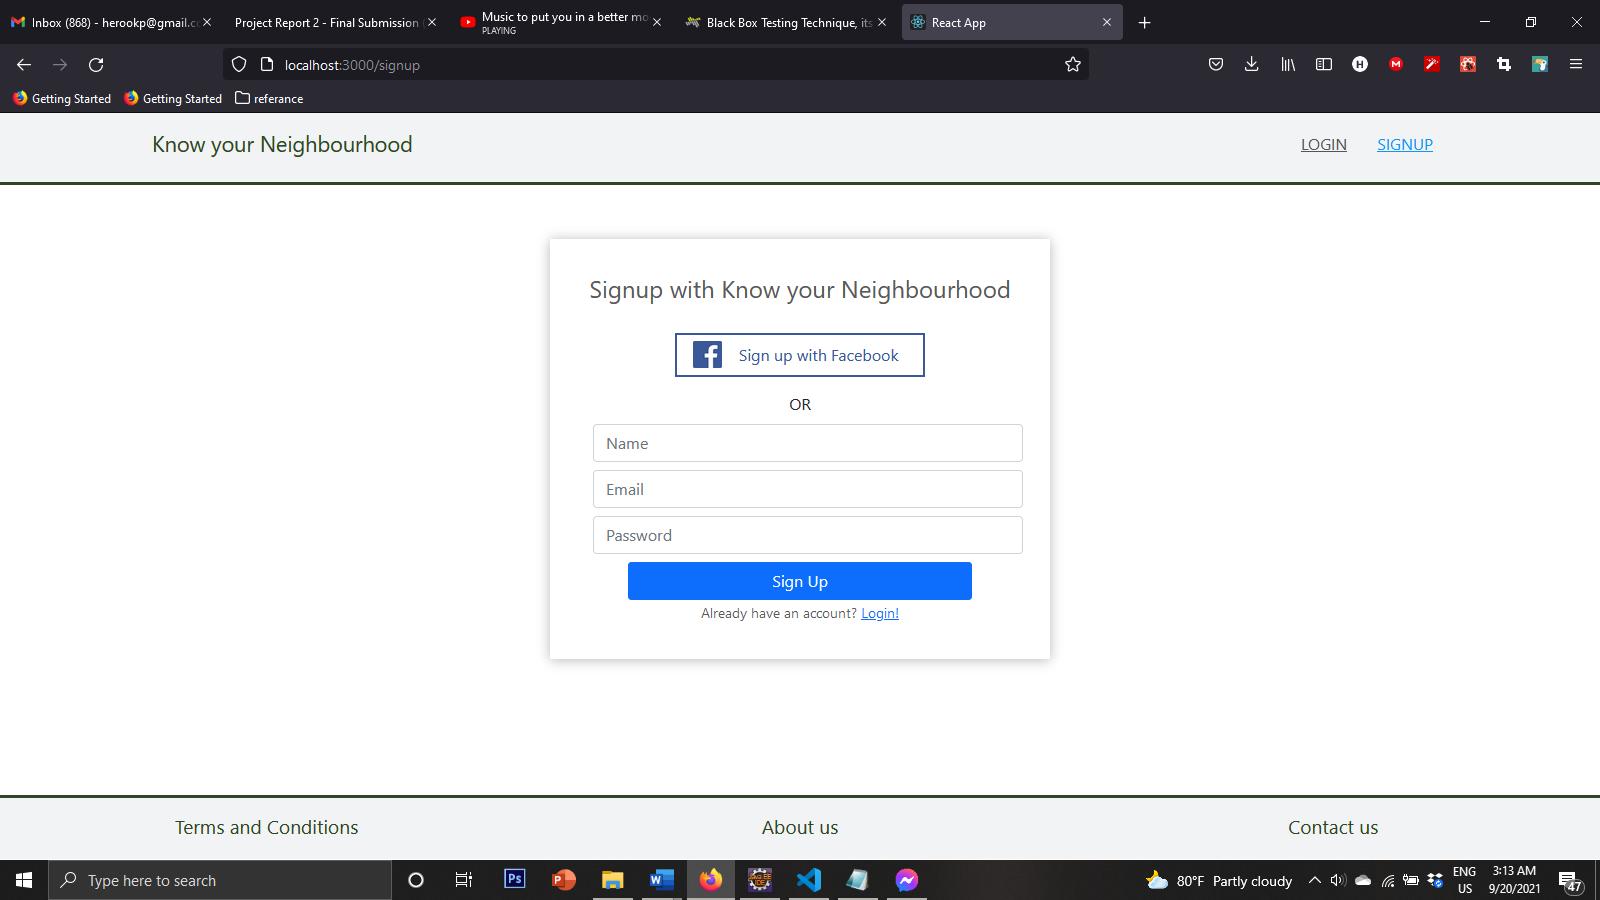 Inbox (868) - herookp@gmail.c
Project Report 2 - Final Submission
Music to put you in a better mo
PLAYING
Black Box Testing Technique, its
React App
localhost:3000/signup
Getting Started
Getting Started
referance
Know your Neighbourhood
LOGIN
SIGNUP
Signup with Know your Neighbourhood
Sign up with Facebook
OR
Name
Email
Password
Sign Up
Already have an account? Login!
Terms and Conditions
About us
Contact us
Type here to search
80°F Partly cloudy
ENG
US
3:13 AM
9/20/2021
47